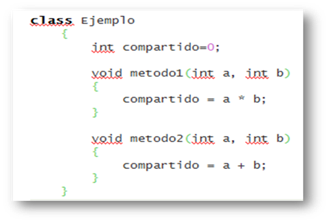 class Ejemplo
{
int compartido=0;
void metodo1(int a, int b)
{
compartido = a * b;
}
void metodo2(int a, int b)
{
compartido = a + b;
}
}